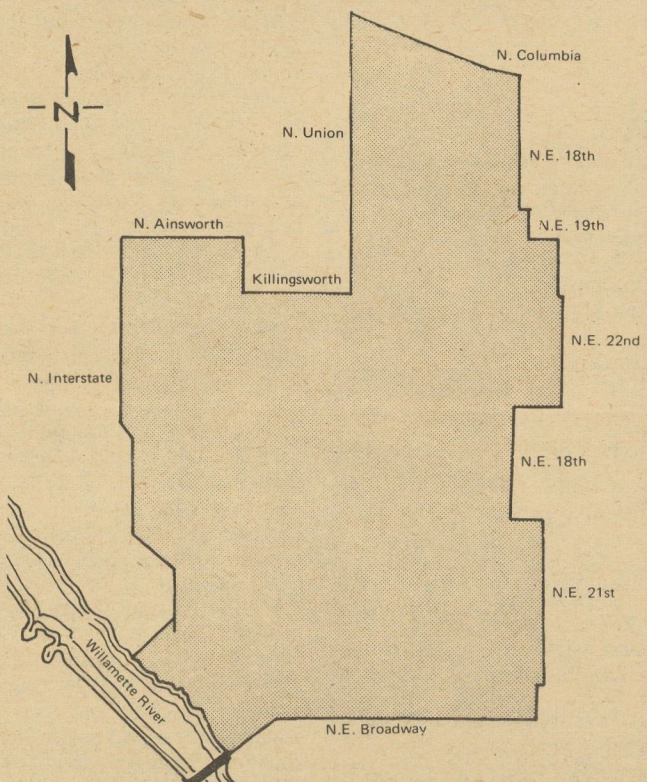 N. Columbia
N
N. Union
N.E. 18th
N. Ainsworth
N.E. 19th
Killingsworth
N.E. 22nd
N. Interstate
N.E. 18th
N.E. 21st
Willamette River
N.E. Broadway